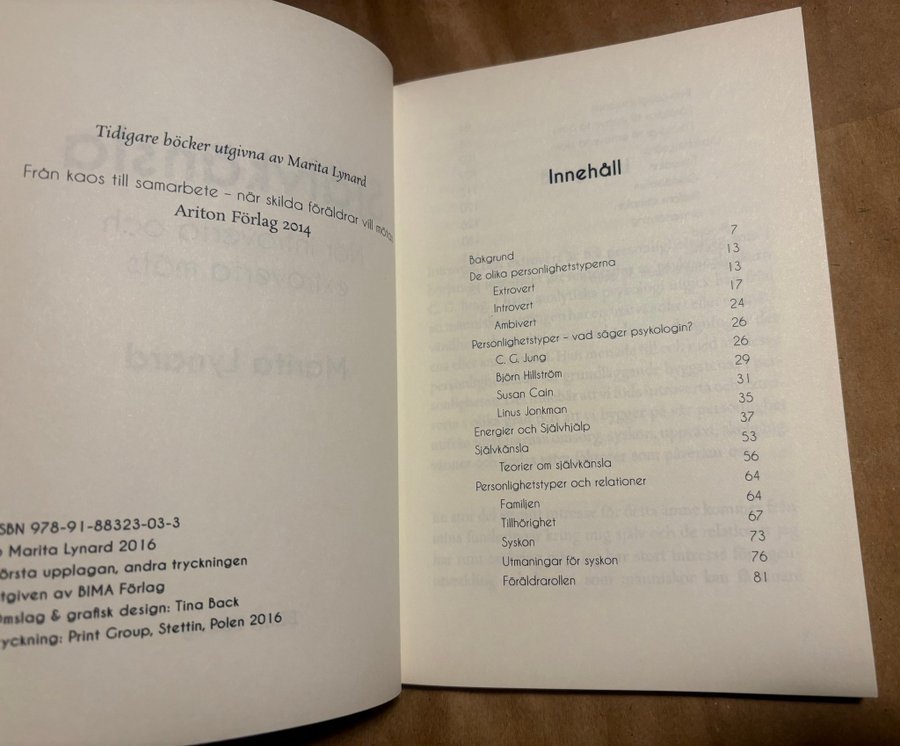 Tidigare böcker utgivna av Marita Lynard
Från kaos till samarbete – når skilda föräldrar vill mötas
Ariton Förlag 2014
ISBN 978-91-88323-03-3
Marita Lynard 2016
örsta upplagan, andra tryckningen
tgiven av BIMA Förlag
Omslag & grafisk design: Tina Back
yckning: Print Group, Stettin, Polen 2016
Innehåll
Bakgrund 7
De olika personlighetstyperna 13
Extrovert 13
Introvert 17
Ambivert 24
Personlighetstyper – vad säger psykologin? 26
C. G. Jung 26
Björn Hillström 29
Susan Cain 31
Linus Jonkman 35
Energier och Självhjälp 37
Självkänsla 53
Teorier om självkänsla 56
Personlighetstyper och relationer 64
Familjen 64
Tillhörighet 67
Syskon 73
Utmaningar för syskon 76
Föräldrarollen 81